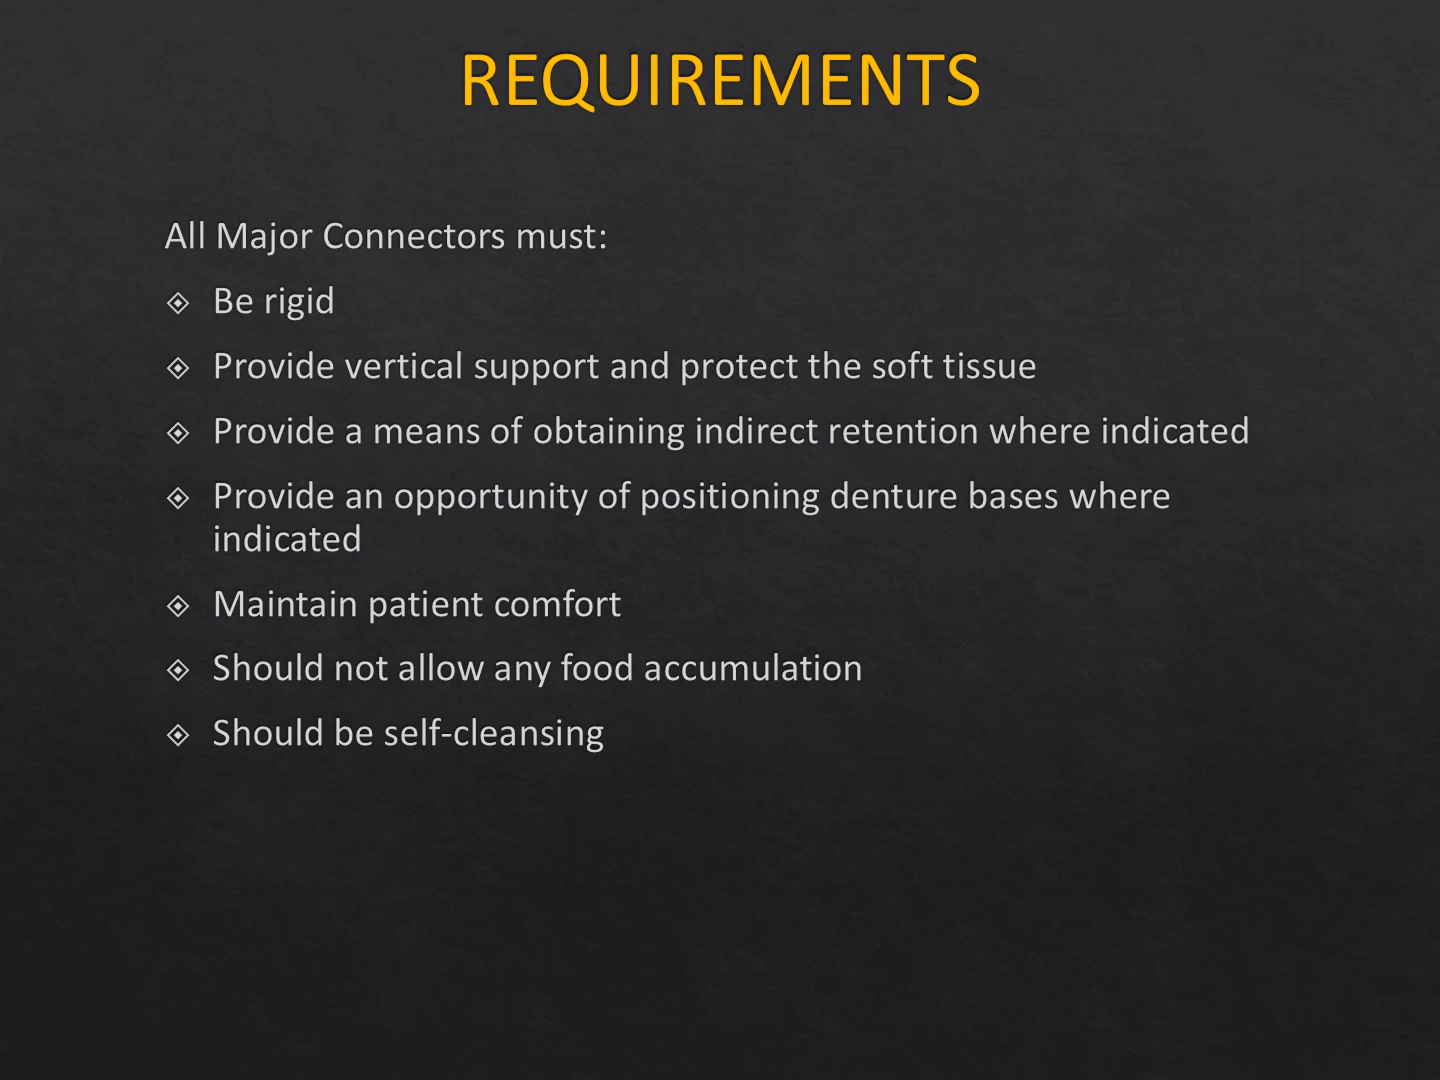 REQUIREMENTS
All Major Connectors must:
Be rigid
Provide vertical support and protect the soft tissue
Provide a means of obtaining indirect retention where indicated
Provide an opportunity of positioning denture bases where
indicated
Maintain patient comfort
Should not allow any food accumulation
Should be self-cleansing